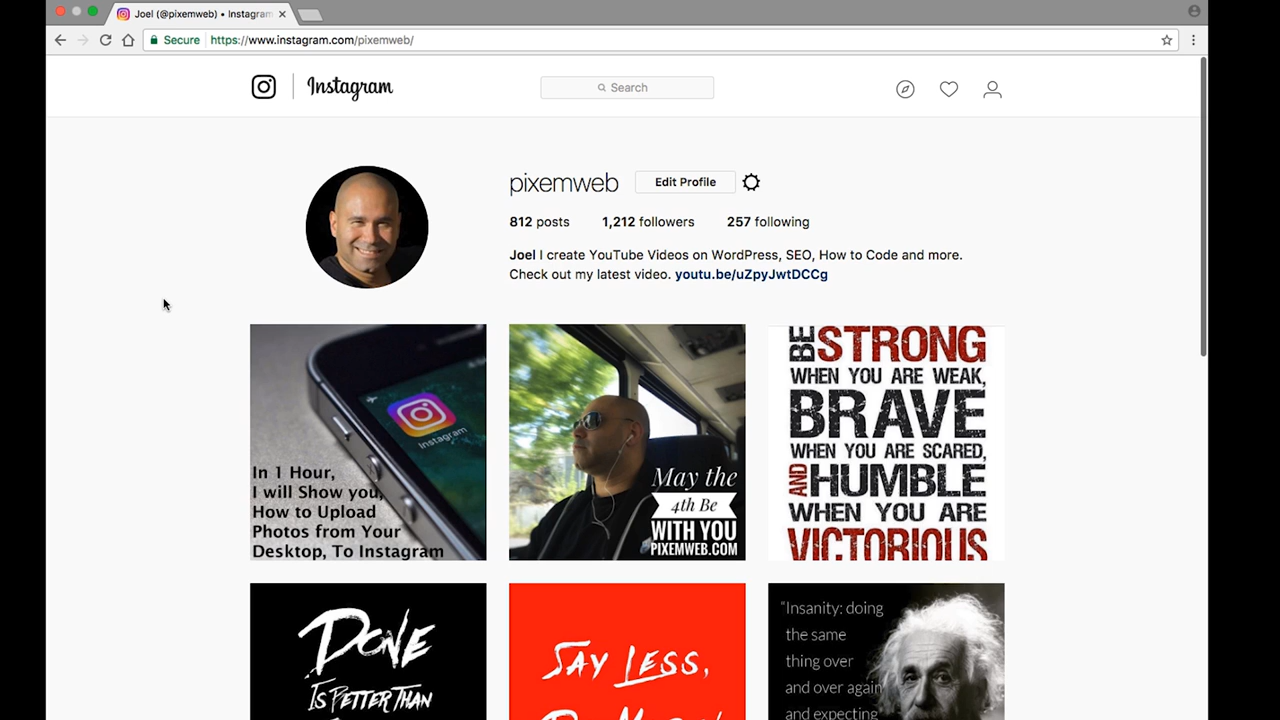 Joel (@pixemweb) • Instagram
Secure https://www.instagram.com/pixemweb/
Instagram
Search
pixemweb Edit Profile
812 posts 1,212 followers 257 following
Joel I create YouTube Videos on WordPress, SEO, How to Code and more.
Check out my latest video. youtu.be/uZpyJwtDCCg
Instagram
In 1 Hour,
I will Show you,
How to Upload
Photos from Your
Desktop, To Instagram
May the
4th Be
WITH YOU
PIXEMWEB.COM
BE STRONG
WHEN YOU ARE WEAK,
BRAVE
WHEN YOU ARE SCARED,
AND HUMBLE
WHEN YOU ARE
VICTORIOUS
DONE
IS BETTER THAN
SAY LESS,
"Insanity: doing
the same
thing over
and over again
and expecting